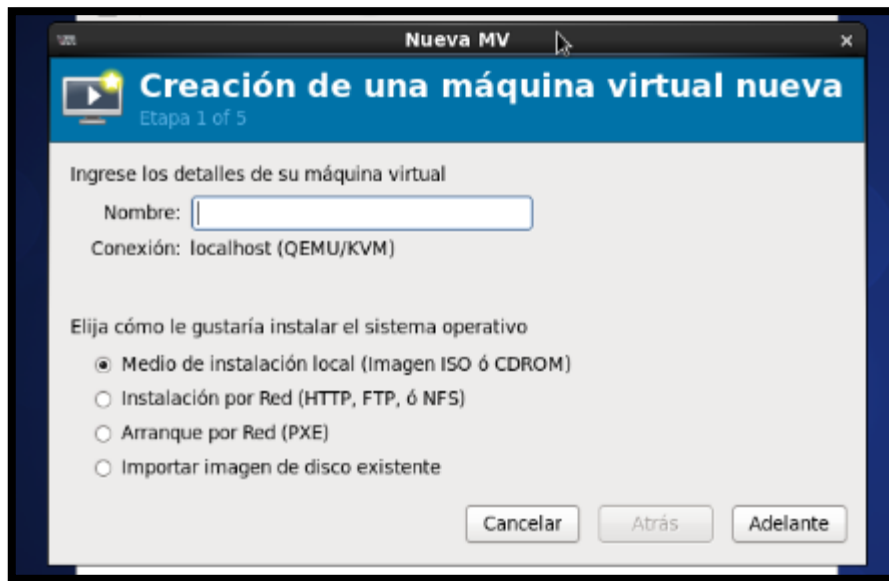 Nueva MV
Creación de una máquina virtual nueva
Etapa 1 of 5
Ingrese los detalles de su máquina virtual
Nombre:
Conexión: localhost (QEMU/KVM)
Elija cómo le gustaría instalar el sistema operativo
Medio de instalación local (Imagen ISO ó CDROM)
Instalación por Red (HTTP, FTP, ó NFS)
Arranque por Red (PXE)
Importar imagen de disco existente
Cancelar Atrás Adelante